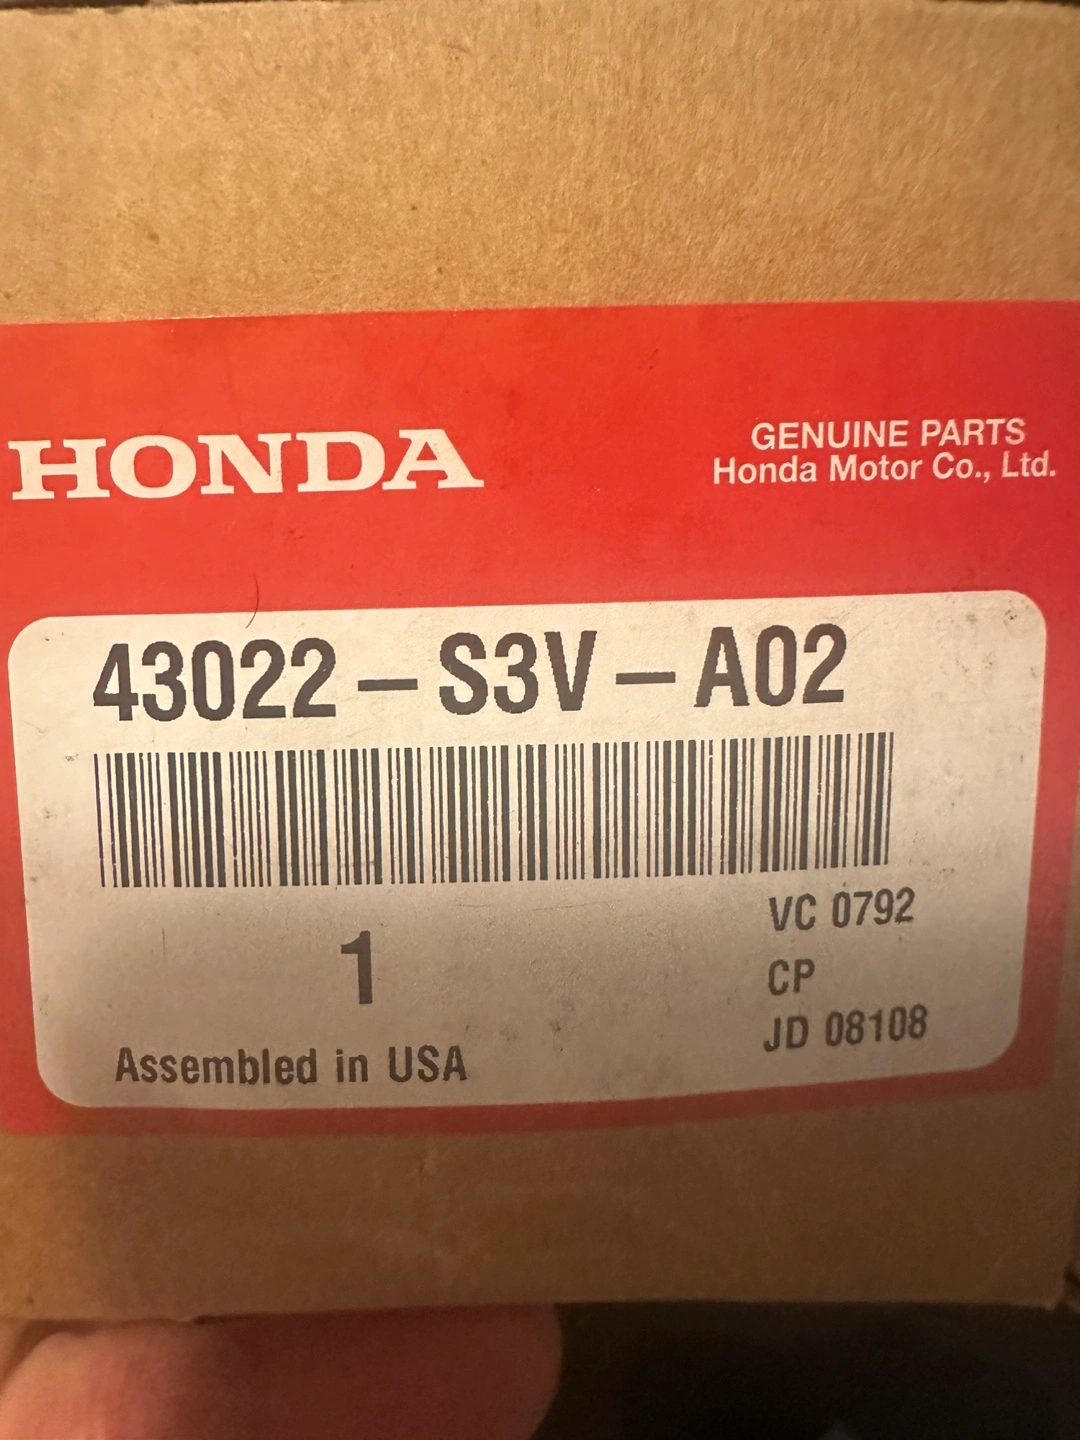 HONDA
GENUINE PARTS
Honda Motor Co., Ltd.
43022-S3V-A02
1
VC 0792
CP
JD 08108
Assembled in USA